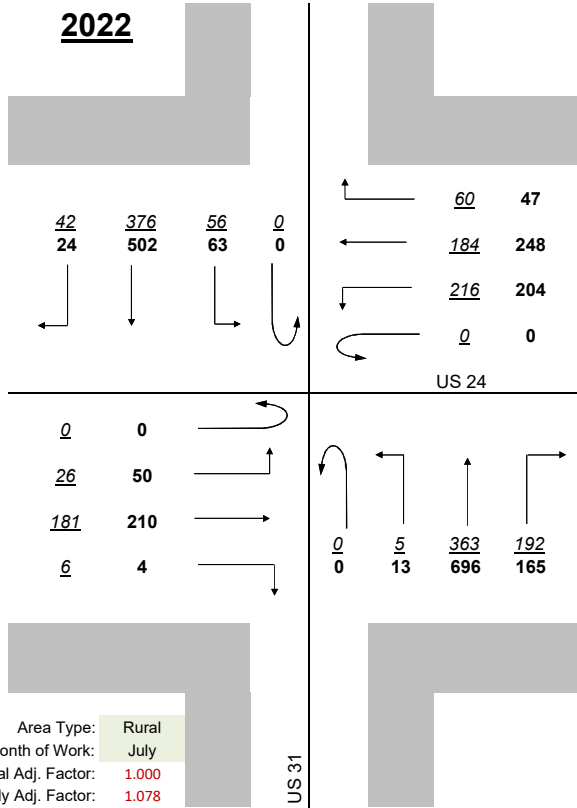 2022
42 376 56 0
24 502 63 0
60 47
184 248
216 204
0 0
US 24
0 0
26 50
181 210
6 4
0 5 363 192
0 13 696 165
Area Type: Rural
onth of Work: July
al Adj. Factor: 1.000
ly Adj. Factor: 1.078
US 31